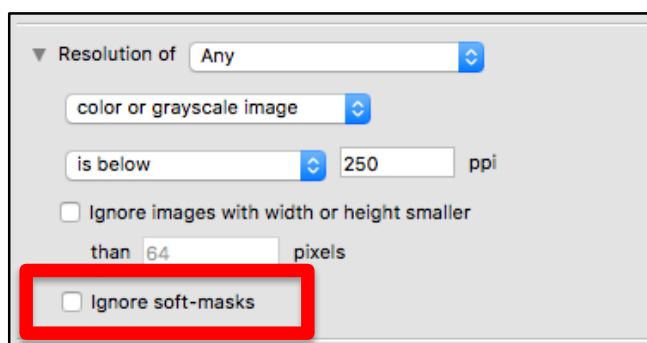 Resolution of Any
color or grayscale image
is below 250 ppi
Ignore images with width or height smaller
than 64 pixels
Ignore soft-masks